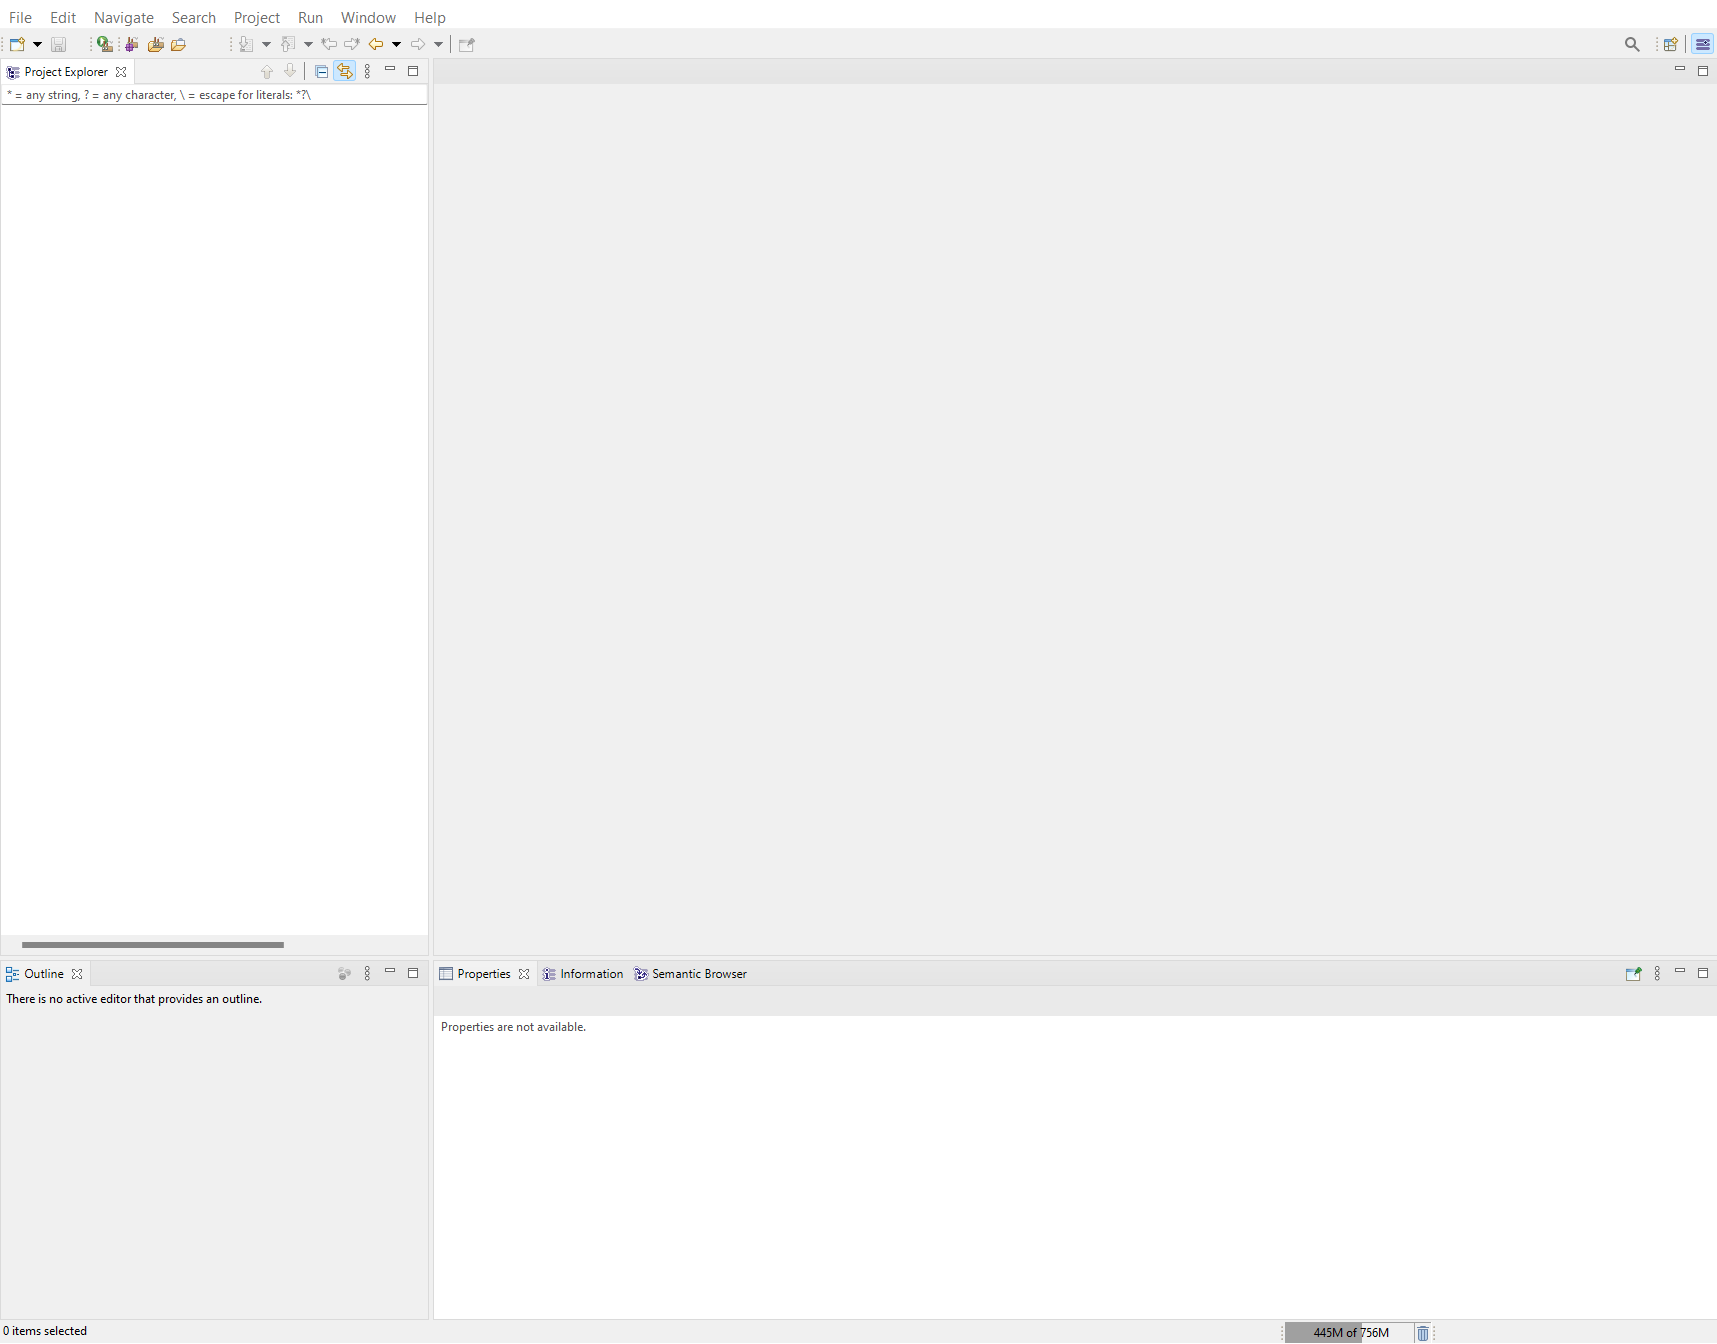 File Edit Navigate Search Project Run Window Help
Project Explorer
* = any string, ? = any character, \ = escape for literals: *?\
Outline
There is no active editor that provides an outline.
Properties Information Semantic Browser
Properties are not available.
0 items selected
445M of 756M